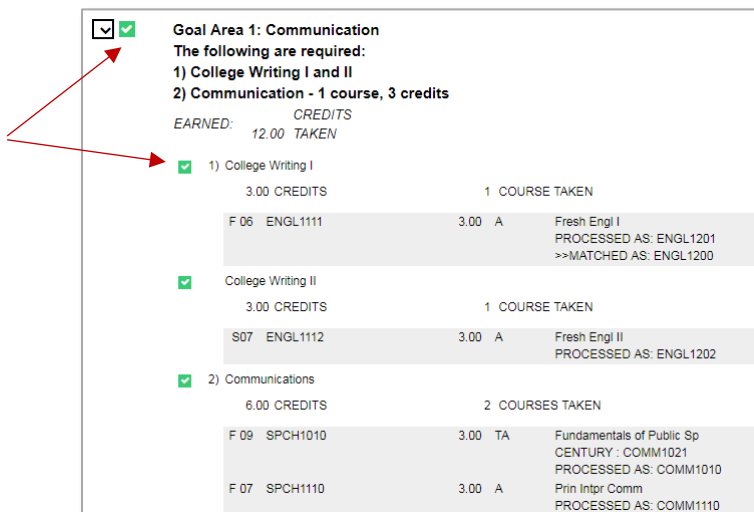 Goal Area 1: Communication
The following are required:
1) College Writing I and II
2) Communication - 1 course, 3 credits
EARNED: CREDITS
12.00 TAKEN
1) College Writing I
3.00 CREDITS 1 COURSE TAKEN
F 06 ENGL1111 3.00 A Fresh Engl I
PROCESSED AS: ENGL1201
>>MATCHED AS: ENGL1200
College Writing II
3.00 CREDITS 1 COURSE TAKEN
S07 ENGL1112 3.00 A Fresh Engl II
PROCESSED AS: ENGL1202
2) Communications
6.00 CREDITS 2 COURSES TAKEN
F 09 SPCH1010 3.00 TA Fundamentals of Public Sp
CENTURY : COMM1021
PROCESSED AS: COMM1010
F 07 SPCH1110 3.00 A Prin Intpr Comm
PROCESSED AS: COMM1110